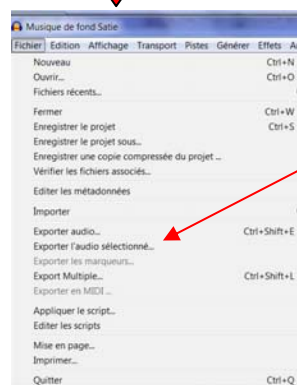 Musique de fond Satie
Fichier Edition Affichage Transport Pistes Générer Effets
Nouveau Ctrl+N
Ouvrir... Ctrl+O
Fichiers récents...
Fermer Ctrl+W
Enregistrer le projet Ctrl+S
Enregistrer le projet sous...
Enregistrer une copie compressée du projet ...
Vérifier les fichiers associés...
Editer les métadonnées
Importer
Exporter audio... Ctrl+Shift+E
Exporter l'audio sélectionné...
Exporter les marqueurs...
Export Multiple... Ctrl+Shift+L
Exporter en MIDI ...
Appliquer le script...
Editer les scripts
Mise en page...
Imprimer...
Quitter Ctrl+Q